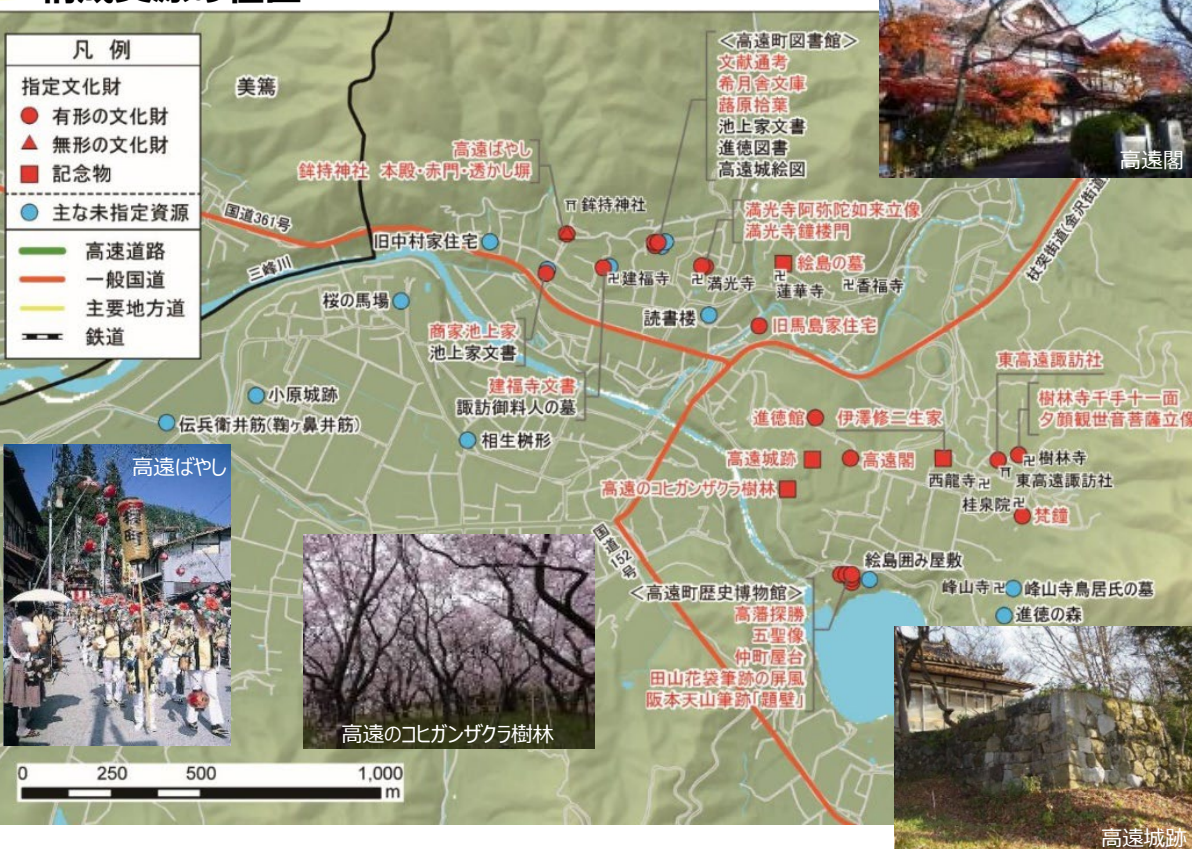 凡 例
指定文化財
有形の文化財
無形の文化財
記念物
主な未指定資源
高速道路
一般国道
主要地方道
鉄道
美篶
高遠ばやし
鉾持神社 本殿・赤門・透かし塀
<高遠町図書館>
文献通考
希月舎文庫
蕗原拾葉
池上家文書
進徳図書
高遠城絵図
高遠閣
国道361号
三峰川
旧中村家住宅
鉾持神社
満光寺阿弥陀如来立像
満光寺鐘楼門
絵島の墓
建福寺
満光寺
蓮華寺
香福寺
杖突街道(金沢街道)
桜の馬場
読書楼
旧馬島家住宅
商家池上家
池上家文書
建福寺文書
諏訪御料人の墓
東高遠諏訪社
樹林寺千手十一面
夕顔観世音菩薩立像
小原城跡
伝兵衛井筋(鞠ヶ鼻井筋)
相生桝形
進徳館
伊澤修二生家
高遠城跡
高遠閣
西龍寺
樹林寺
東高遠諏訪社
高遠のコヒガンザクラ樹林
桂泉院
梵鐘
高遠ばやし
国道152号
絵島囲み屋敷
<高遠町歴史博物館>
高藩探勝
五聖像
仲町屋台
田山花袋筆跡の屏風
阪本天山筆跡「題壁」
峰山寺
峰山寺鳥居氏の墓
進徳の森
高遠のコヒガンザクラ樹林
0 250 500 1,000
m
高遠城跡